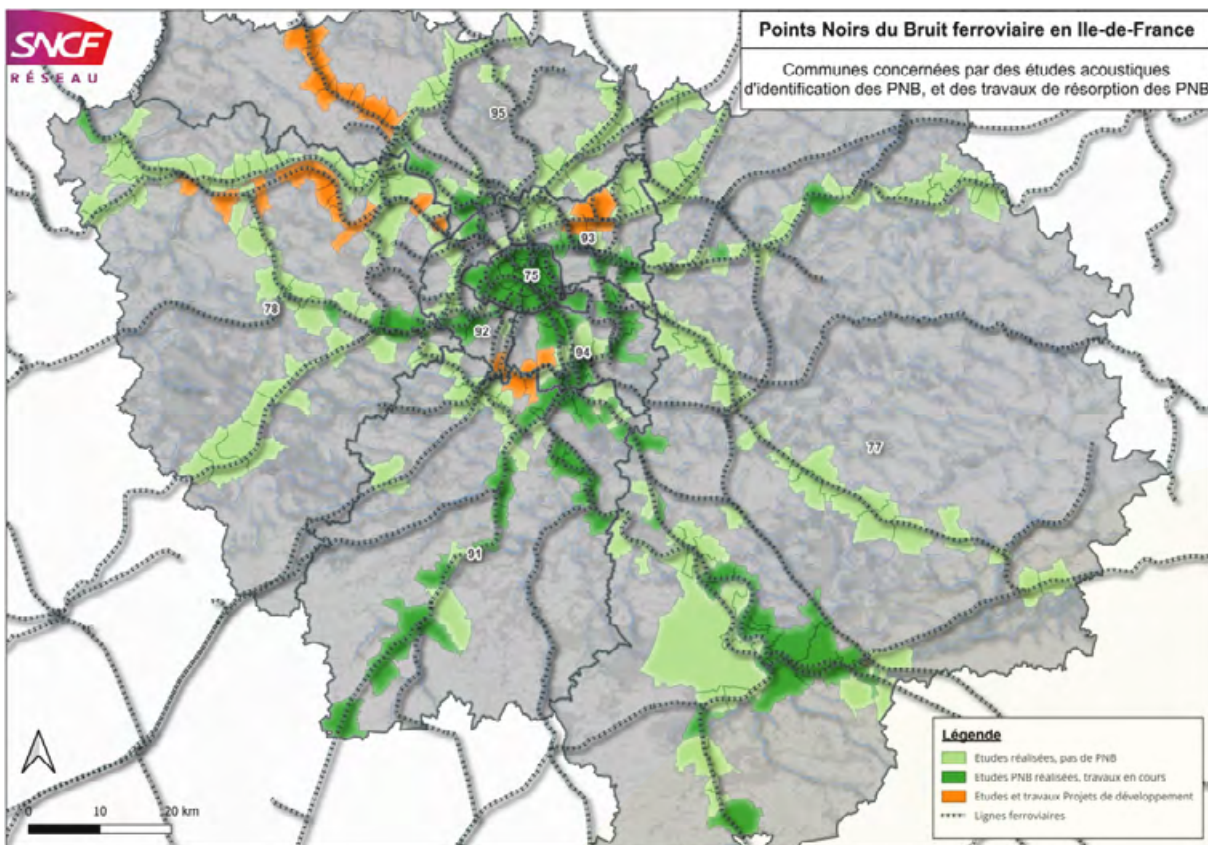 SNCF
RÉSEAU
Points Noirs du Bruit ferroviaire en Ile-de-France
Communes concernées par des études acoustiques
d'identification des PNB, et des travaux de résorption des PNB
95
93
75
78
92
94
77
91
Légende
Etudes réalisées, pas de PNB
Etudes PNB réalisées, travaux en cours
Etudes et travaux Projets de développement
Lignes ferroviaires
0 10 20 km